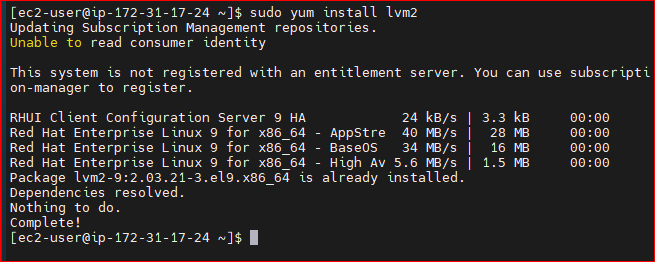 [ec2-user@ip-172-31-17-24 ~]$ sudo yum install lvm2
Updating Subscription Management repositories.
Unable to read consumer identity
This system is not registered with an entitlement server. You can use subscripti
on-manager to register.
RHUI Client Configuration Server 9 HA 24 kB/s | 3.3 kB 00:00
Red Hat Enterprise Linux 9 for x86_64 - AppStre 40 MB/s | 28 MB 00:00
Red Hat Enterprise Linux 9 for x86_64 - BaseOS 34 MB/s | 16 MB 00:00
Red Hat Enterprise Linux 9 for x86_64 - High Av 5.6 MB/s | 1.5 MB 00:00
Package lvm2-9:2.03.21-3.el9.x86_64 is already installed.
Dependencies resolved.
Nothing to do.
Complete!
[ec2-user@ip-172-31-17-24 ~]$